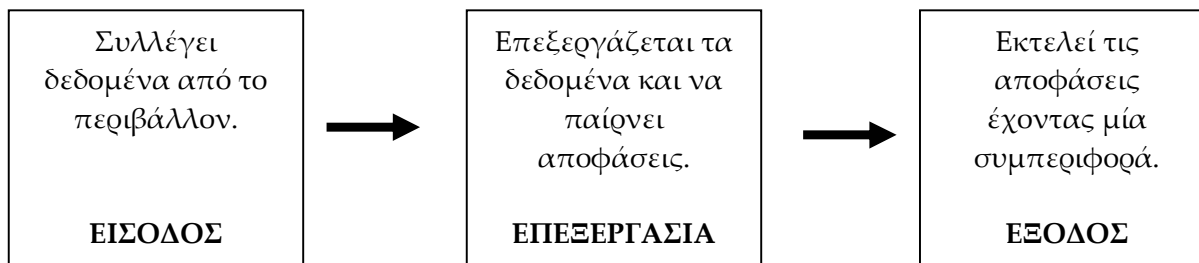 Συλλέγει
δεδομένα από το
περιβάλλον.
ΕΙΣΟΔΟΣ
Επεξεργάζεται τα
δεδομένα και να
παίρνει
αποφάσεις.
ΕΠΕΞΕΡΓΑΣΙΑ
Εκτελεί τις
αποφάσεις
έχοντας μία
συμπεριφορά.
ΕΞΟΔΟΣ